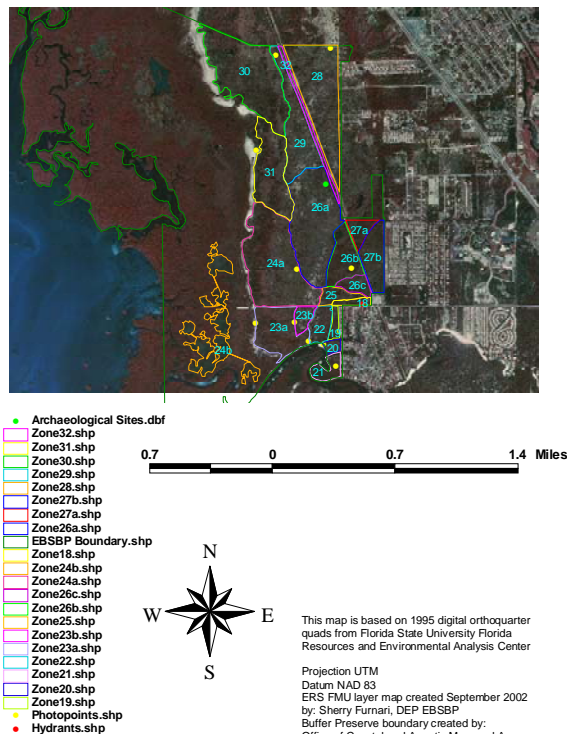 30
32
28
29
31
26a
27a
24a
26b
27b
26c
25
18
23b
23a
22
19
24b
20
21
Archaeological Sites.dbf
Zone32.shp
Zone31.shp
Zone30.shp
Zone29.shp
Zone28.shp
Zone27b.shp
Zone27a.shp
Zone26a.shp
EBSBP Boundary.shp
Zone18.shp
Zone24b.shp
Zone24a.shp
Zone26c.shp
Zone26b.shp
Zone25.shp
Zone23b.shp
Zone23a.shp
Zone22.shp
Zone21.shp
Zone20.shp
Zone19.shp
Photopoints.shp
Hydrants.shp
0.7 0 0.7 1.4 Miles
N
W E
S
This map is based on 1995 digital orthoquarter
quads from Florida State University Florida
Resources and Environmental Analysis Center
Projection UTM
Datum NAD 83
ERS FMU layer map created September 2002
by: Sherry Furnari, DEP EBSBP
Buffer Preserve boundary created by: